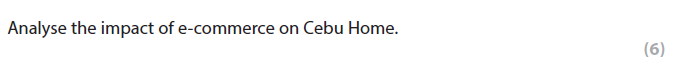 Analyse the impact of e-commerce on Cebu Home.
(6)